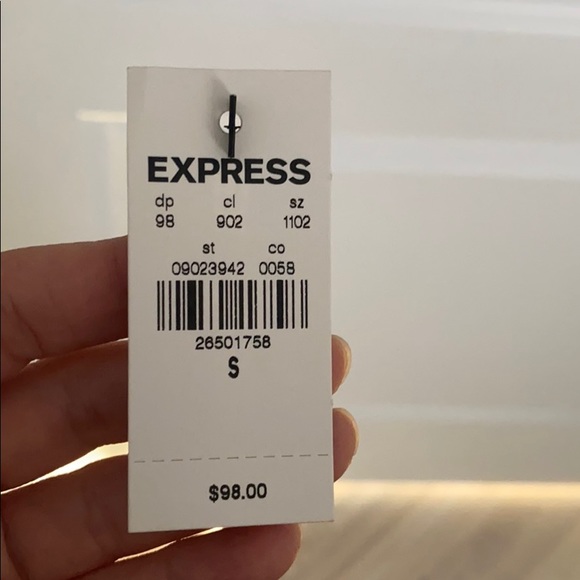 EXPRESS
dp cl sz
98 902 1102
st co
09023942 0058
26501758
S
$98.00